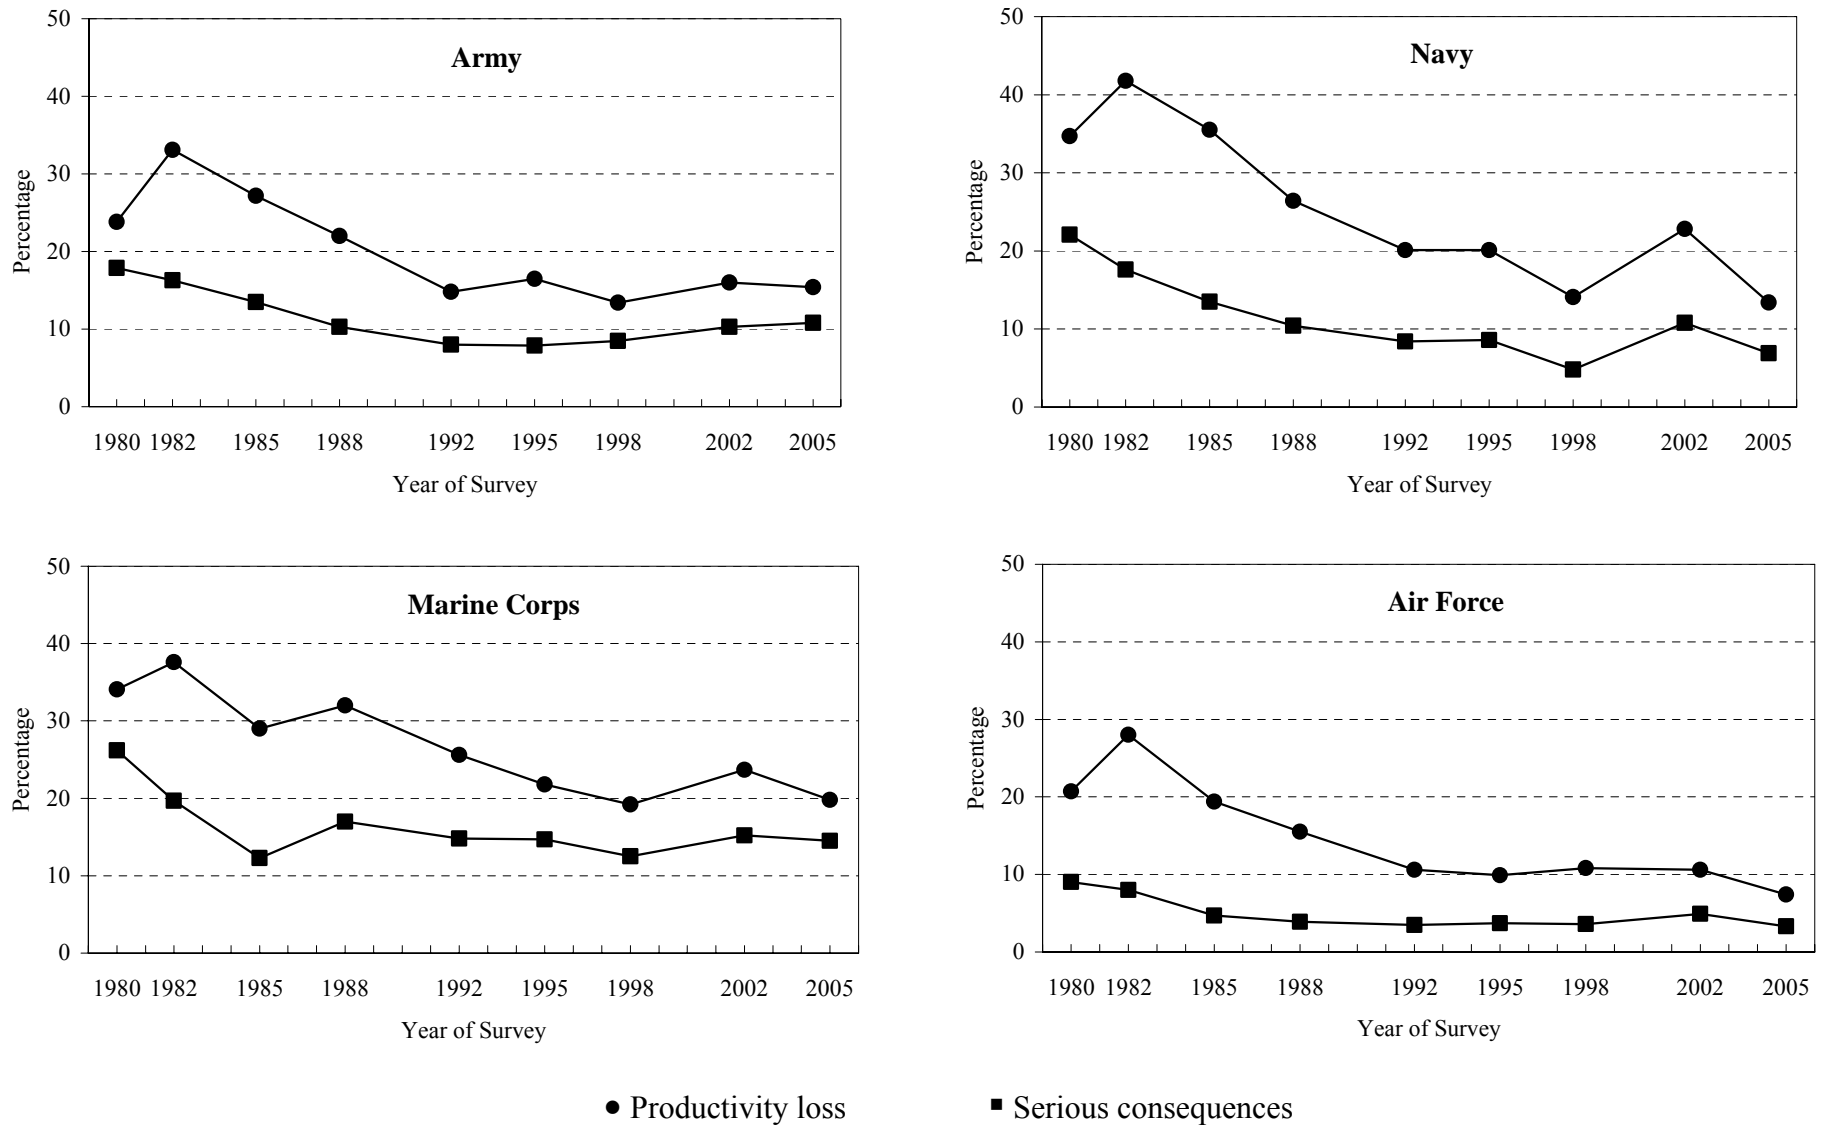 Army
50
40
30
20
10
0
Percentage
1980 1982 1985 1988 1992 1995 1998 2002 2005
Year of Survey
Navy
50
40
30
20
10
0
Percentage
1980 1982 1985 1988 1992 1995 1998 2002 2005
Year of Survey
Marine Corps
50
40
30
20
10
0
Percentage
1980 1982 1985 1988 1992 1995 1998 2002 2005
Year of Survey
Air Force
50
40
30
20
10
0
Percentage
1980 1982 1985 1988 1992 1995 1998 2002 2005
Year of Survey
Productivity loss
Serious consequences